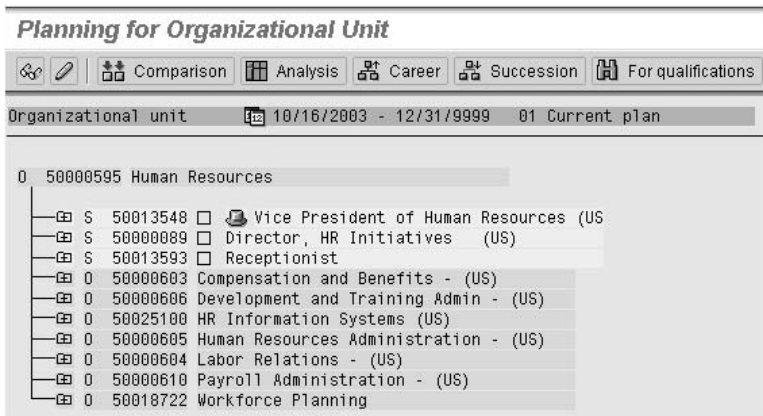 Planning for Organizational Unit
Comparison Analysis Career Succession For qualifications
Organizational unit 10/16/2003 - 12/31/9999 01 Current plan
O 50000595 Human Resources
S 50013548 Vice President of Human Resources (US
S 50000089 Director, HR Initiatives (US)
S 50013593 Receptionist
O 50000603 Compensation and Benefits - (US)
O 50000606 Development and Training Admin - (US)
O 50025100 HR Information Systems (US)
O 50000605 Human Resources Administration - (US)
O 50000604 Labor Relations - (US)
O 50000610 Payroll Administration - (US)
O 50018722 Workforce Planning